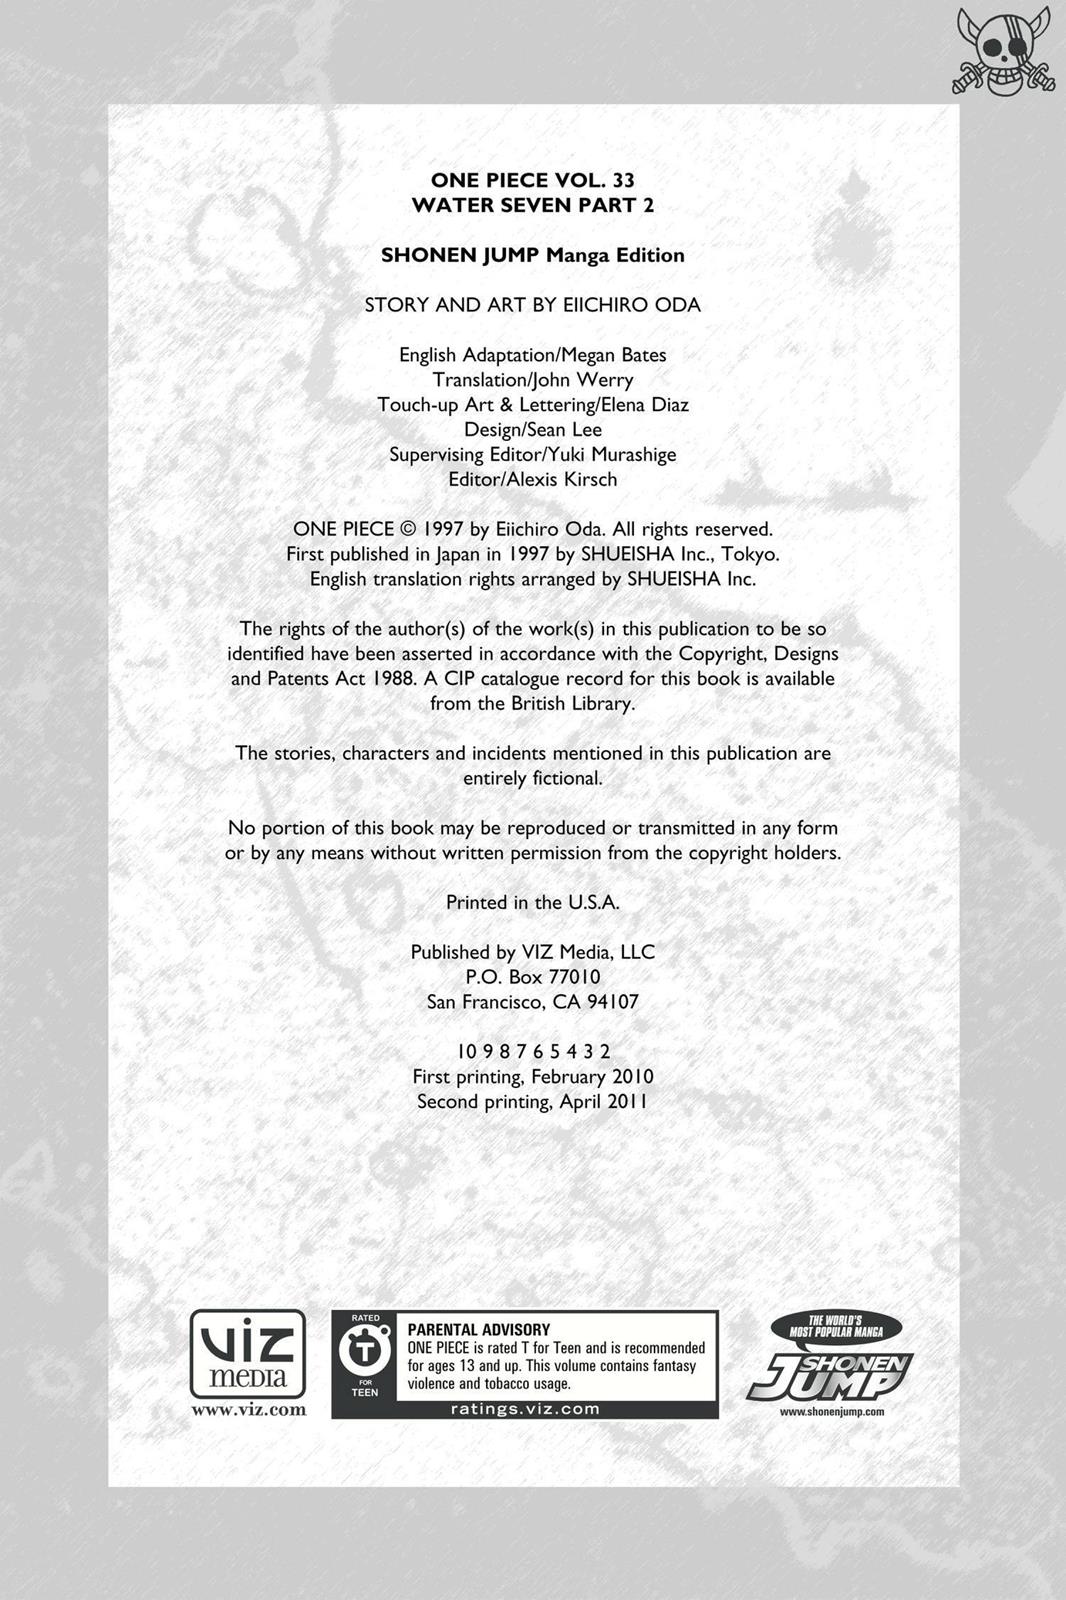 ONE PIECE VOL. 33
WATER SEVEN PART 2
SHONEN JUMP Manga Edition
STORY AND ART BY EIICHIRO ODA
English Adaptation/Megan Bates
Translation/John Werry
Touch-up Art & Lettering/Elena Diaz
Design/Sean Lee
Supervising Editor/Yuki Murashige
Editor/Alexis Kirsch
ONE PIECE © 1997 by Eiichiro Oda. All rights reserved.
First published in Japan in 1997 by SHUEISHA Inc., Tokyo.
English translation rights arranged by SHUEISHA Inc.
The rights of the author(s) of the work(s) in this publication to be so
identified have been asserted in accordance with the Copyright, Designs
and Patents Act 1988. A CIP catalogue record for this book is available
from the British Library.
The stories, characters and incidents mentioned in this publication are
entirely fictional.
No portion of this book may be reproduced or transmitted in any form
or by any means without written permission from the copyright holders.
Printed in the U.S.A.
Published by VIZ Media, LLC
P.O. Box 77010
San Francisco, CA 94107
10 9 8 7 6 5 4 3 2
First printing, February 2010
Second printing, April 2011
VIZ
media
www.viz.com
RATED
T
FOR
TEEN
PARENTAL ADVISORY
ONE PIECE is rated T for Teen and is recommended
for ages 13 and up. This volume contains fantasy
violence and tobacco usage.
ratings.viz.com
THE WORLD'S
MOST POPULAR MANGA
SHONEN
JUMP
www.shonenjump.com